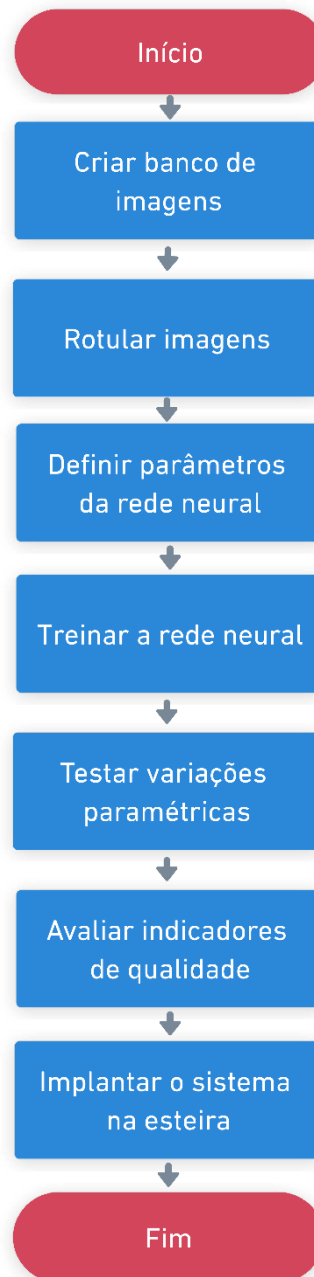 Início
Criar banco de
imagens
Rotular imagens
Definir parâmetros
da rede neural
Treinar a rede neural
Testar variações
paramétricas
Avaliar indicadores
de qualidade
Implantar o sistema
na esteira
Fim